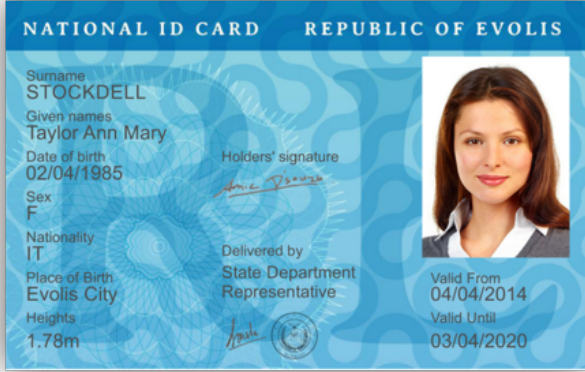 NATIONAL ID CARD REPUBLIC OF EVOLIS
Surname
STOCKDELL
Given names
Taylor Ann Mary
Date of birth
02/04/1985
Sex
F
Nationality
IT
Place of Birth
Evolis City
Heights
1.78m
Holders' signature
Delivered by
State Department
Representative
Valid From
04/04/2014
Valid Until
03/04/2020